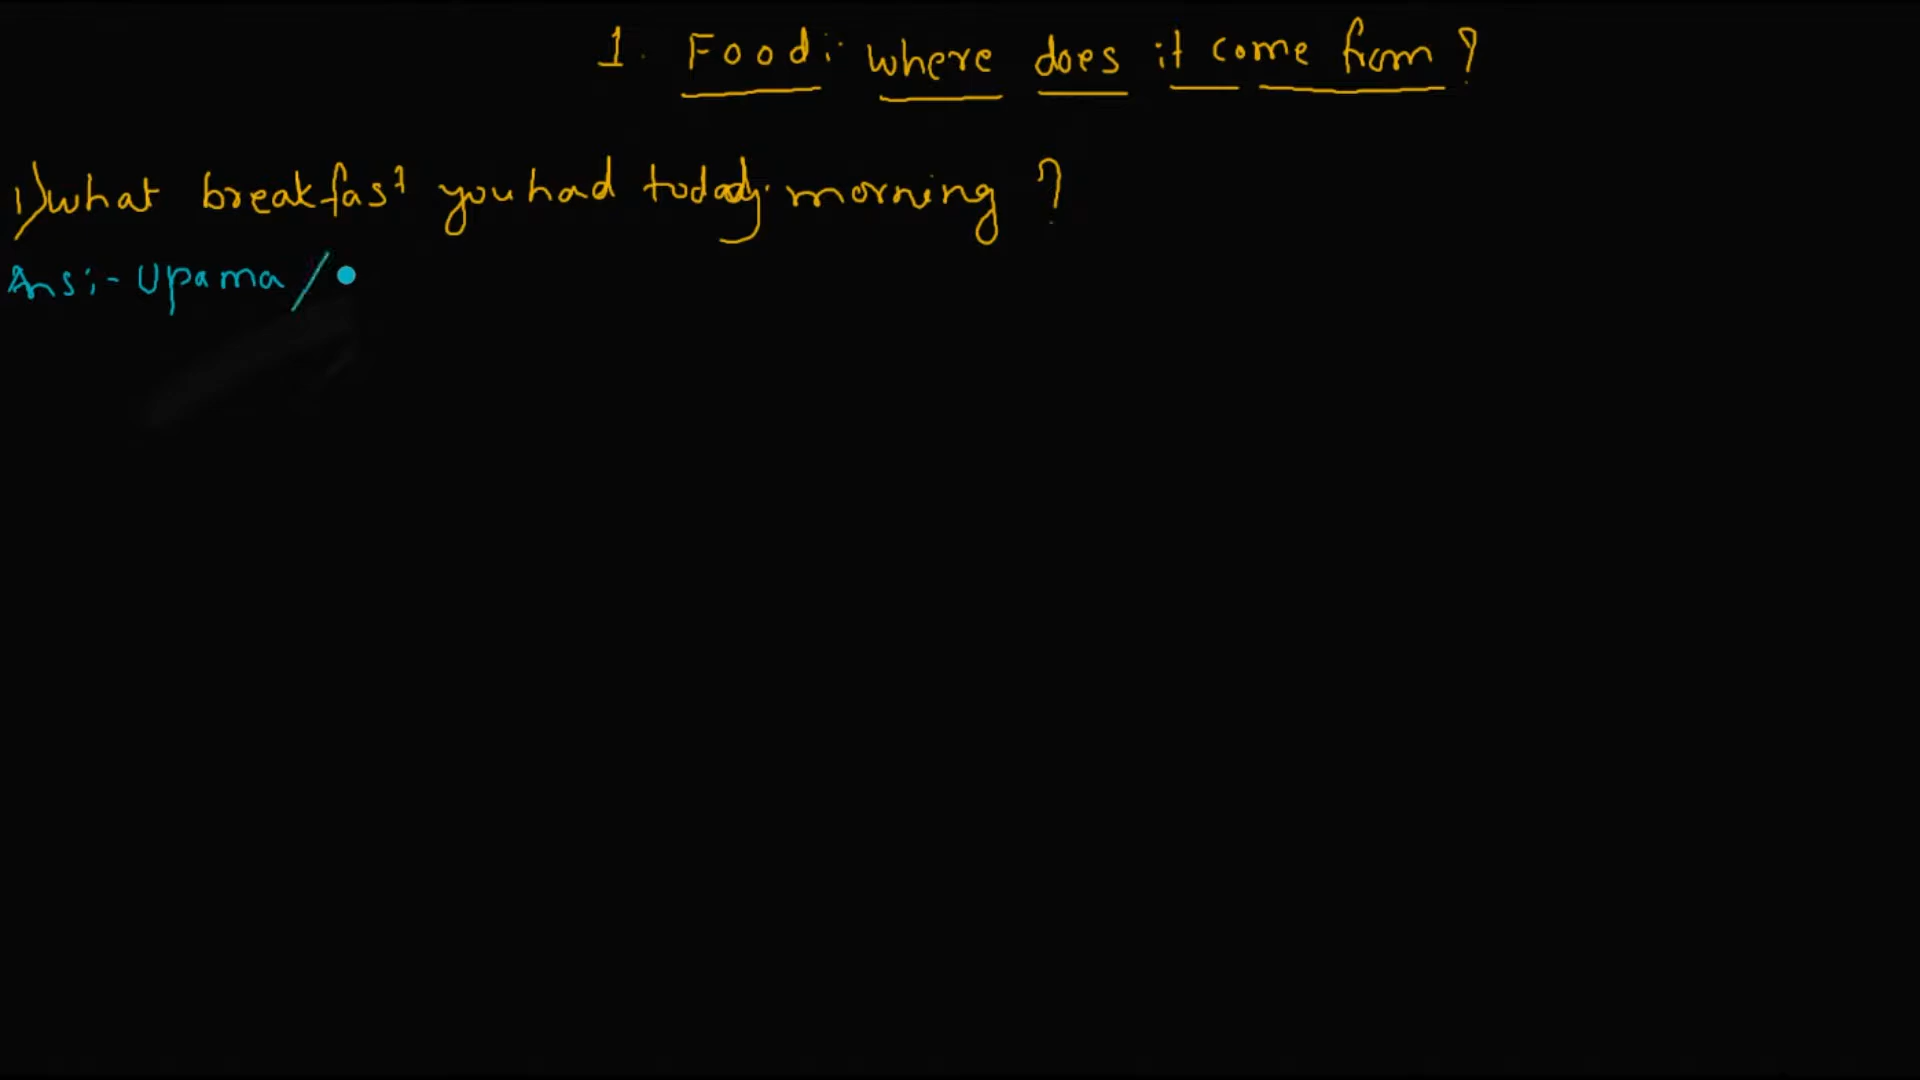 1. Food: where does it come from?
1) what breakfast you had today morning ?
Ans:- Upama /